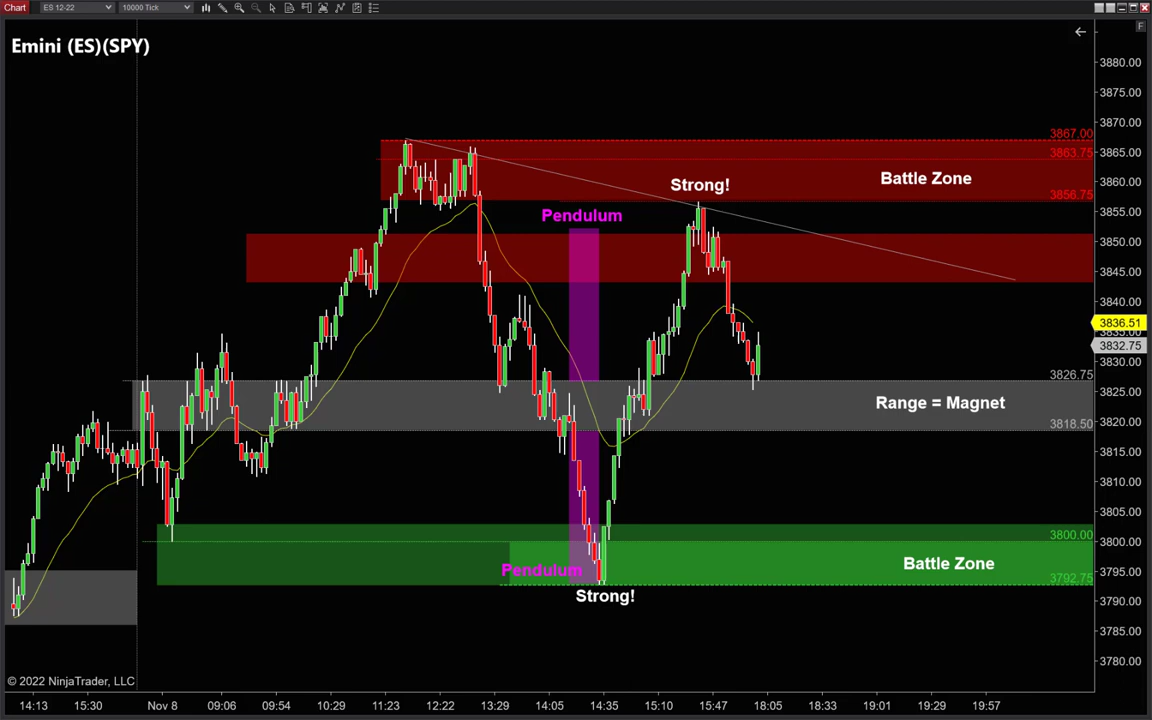 Chart
ES 12-22
10000 Tick
F
Emini (ES)(SPY)
3880.00
3875.00
3870.00
3867.00
3865.00
3863.75
Battle Zone
3860.00
Strong!
3856.75
3855.00
Pendulum
3850.00
3845.00
3840.00
3836.51
3835.00
3832.75
3830.00
3826.75
3825.00
Range = Magnet
3820.00
3818.50
3815.00
3810.00
3805.00
3800.00
3800.00
Battle Zone
3795.00
Pendulum
3792.75
3790.00
Strong!
3785.00
3780.00
© 2022 NinjaTrader, LLC
14:13 15:30 Nov 8 09:06 09:54 10:29 11:23 12:22 13:29 14:05 14:35 15:10 15:47 18:05 18:33 19:01 19:29 19:57